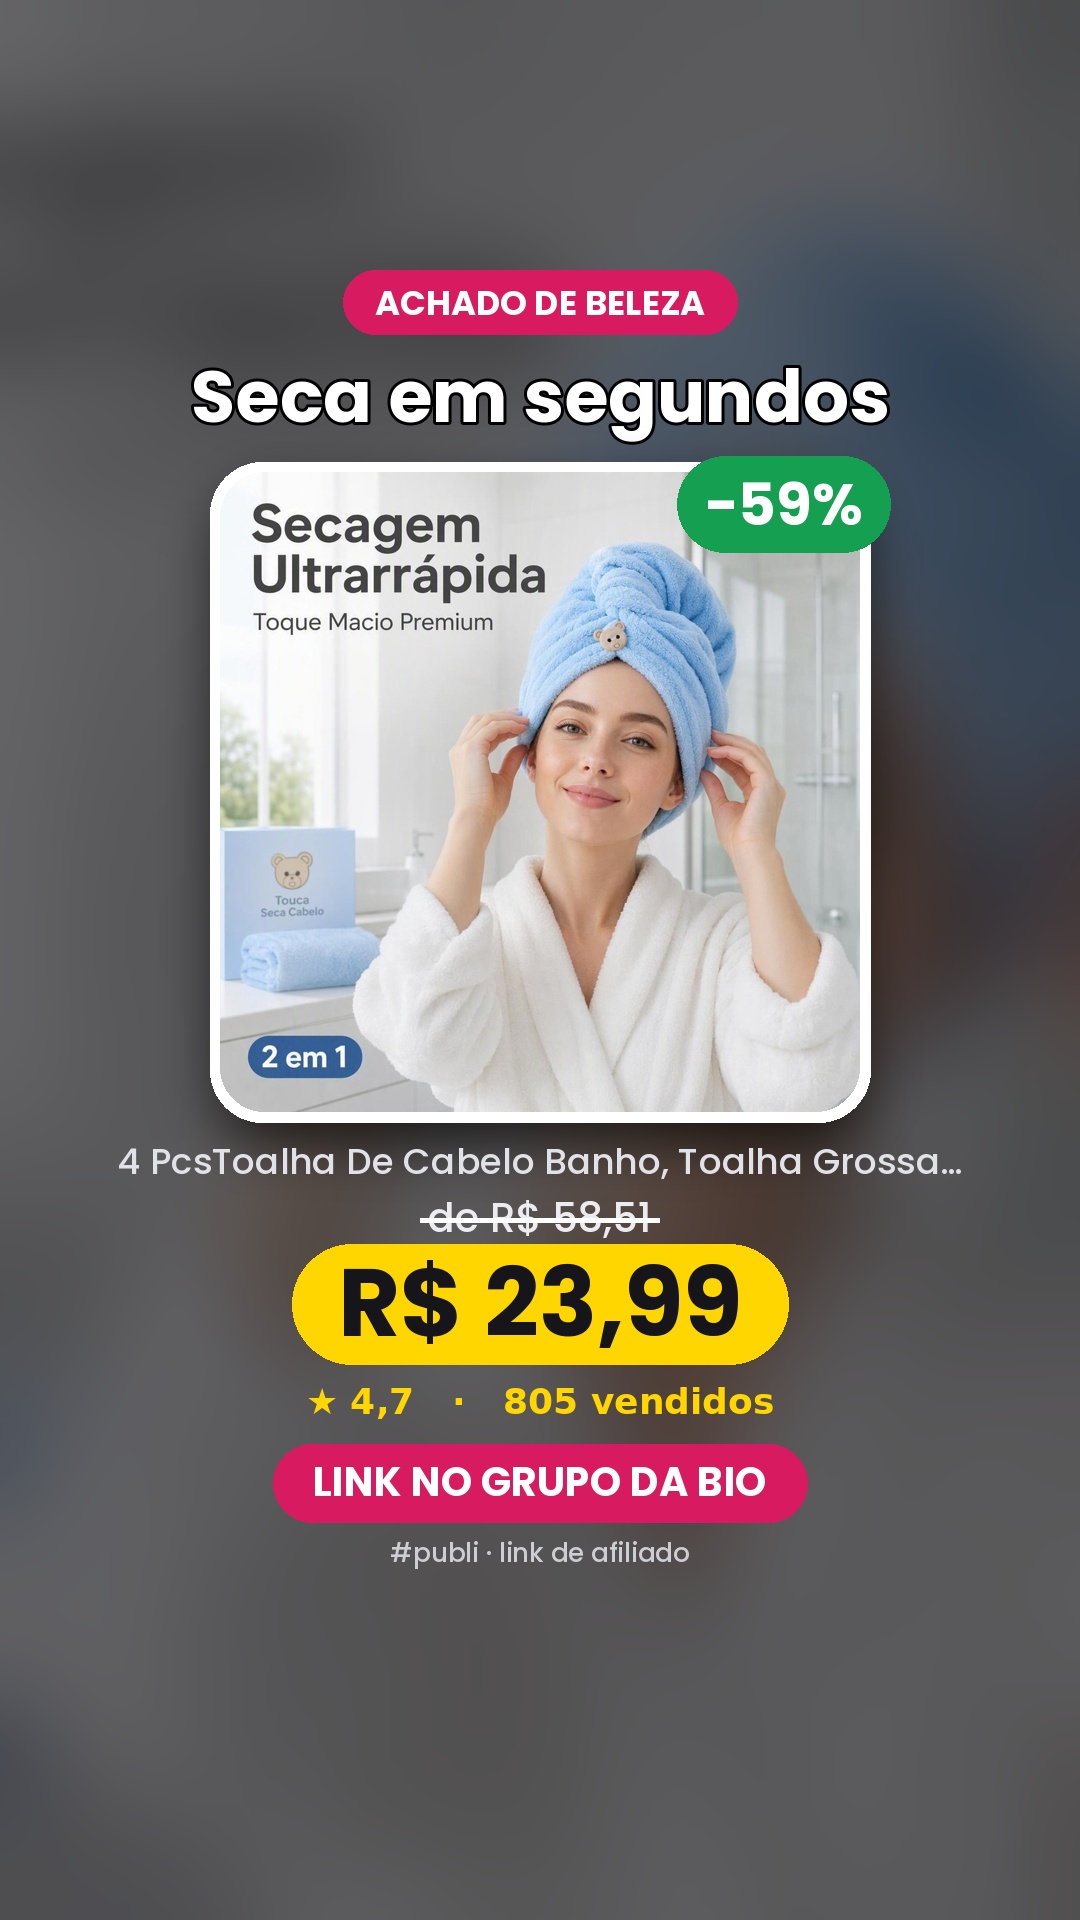 ACHADO DE BELEZA
Seca em segundos
-59%
Secagem
Ultrarrápida
Toque Macio Premium
Touca
Seca Cabelo
2 em 1
4 PcsToalha De Cabelo Banho, Toalha Grossa...
de R$ 58,51
R$ 23,99
★ 4,7 · 805 vendidos
LINK NO GRUPO DA BIO
#publi · link de afiliado